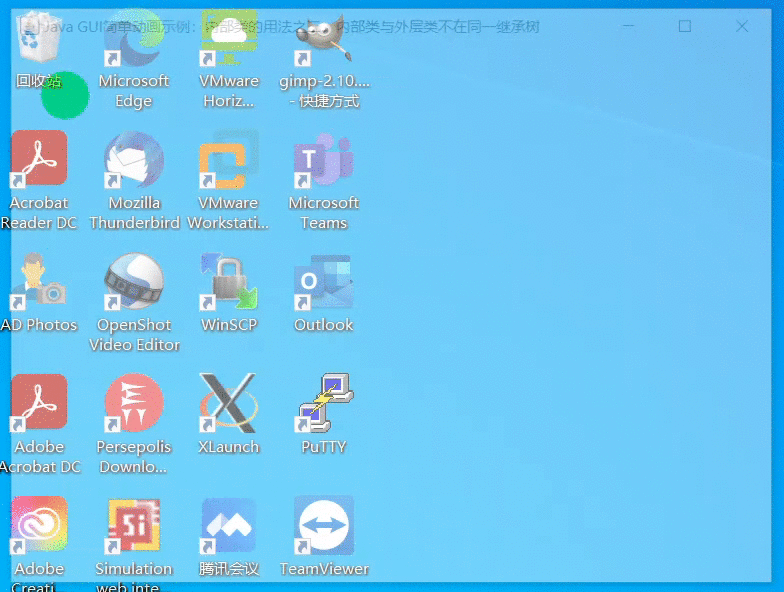 Java GUI简单动画示例：内部类的用法之一，内部类与外层类不在同一继承树
回收站
Microsoft
Edge
VMware
Horiz...
gimp-2.10....
- 快捷方式
Acrobat
Reader DC
Mozilla
Thunderbird
VMware
Workstati...
Microsoft
Teams
AD Photos
OpenShot
Video Editor
WinSCP
Outlook
Adobe
Acrobat DC
Persepolis
Downlo...
XLaunch
PuTTY
Adobe
Creati...
Simulation
web inte...
腾讯会议
TeamViewer